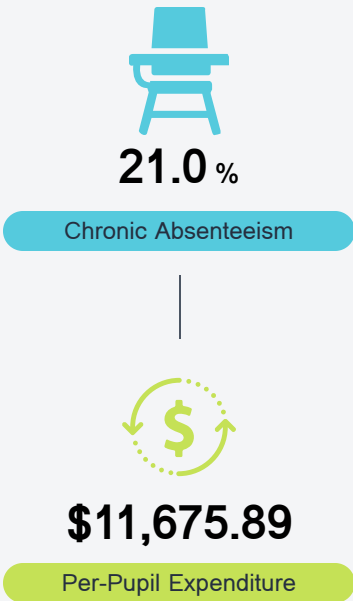 21.0 %
Chronic Absenteeism
$
$11,675.89
Per-Pupil Expenditure